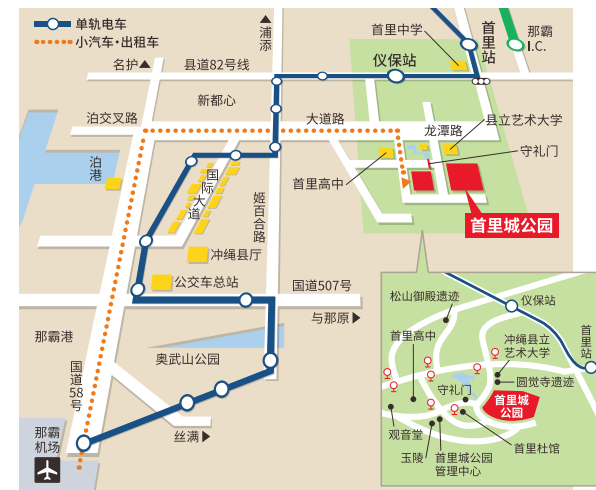 单轨电车
小汽车·出租车
浦
添
首里中学
首
里
站
那霸
I.C.
名护
县道82号线
仪保站
新都心
泊交叉路
大道路
龙潭路
县立艺术大学
守礼门
泊
港
国
际
大
道
姬
百
合
路
首里高中
首里城公园
冲绳县厅
公交车总站
国道507号
与那原
那霸港
奥武山公园
国
道
58
号
丝满
那霸
机场
松山御殿遗迹
仪保站
首里高中
冲绳县立
艺术大学
首
里
站
圆觉寺遗迹
守礼门
首里城
公园
观音堂
玉陵
首里城公园
管理中心
首里杜馆